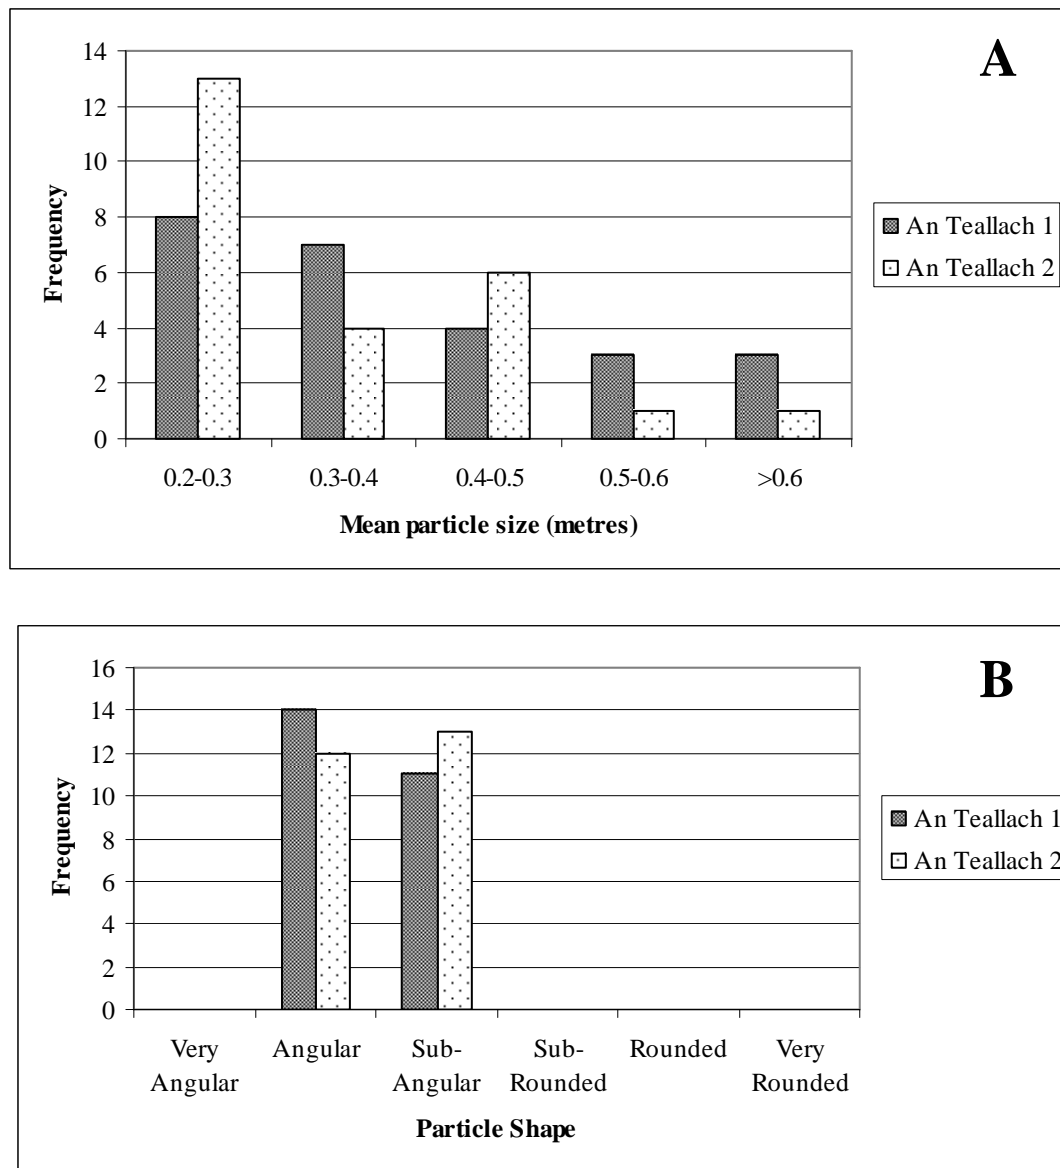 A
14
12
10
8
6
4
2
0
Frequency
0.2-0.3 0.3-0.4 0.4-0.5 0.5-0.6 >0.6
Mean particle size (metres)
An Teallach 1
An Teallach 2
B
16
14
12
10
8
6
4
2
0
Frequency
Very Angular Sub- Sub- Rounded Very
Angular Angular Rounded Rounded
Particle Shape
An Teallach 1
An Teallach 2